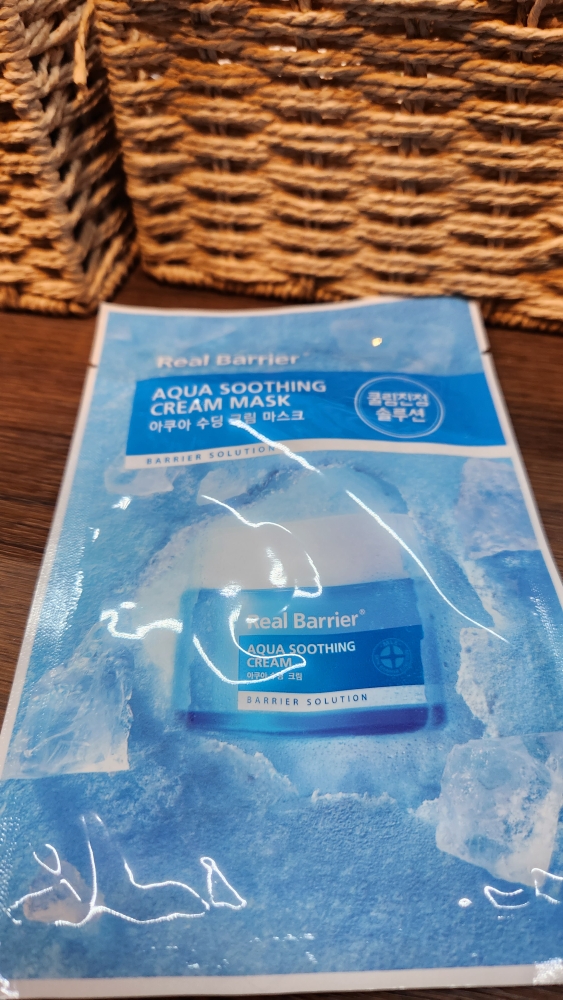 Real Barrier
AQUA SOOTHING
CREAM MASK
아쿠아 수딩 크림 마스크
쿨링진정
솔루션
BARRIER SOLUTION
Real Barrier®
AQUA SOOTHING
CREAM
아쿠아 수딩 크림
BARRIER SOLUTION